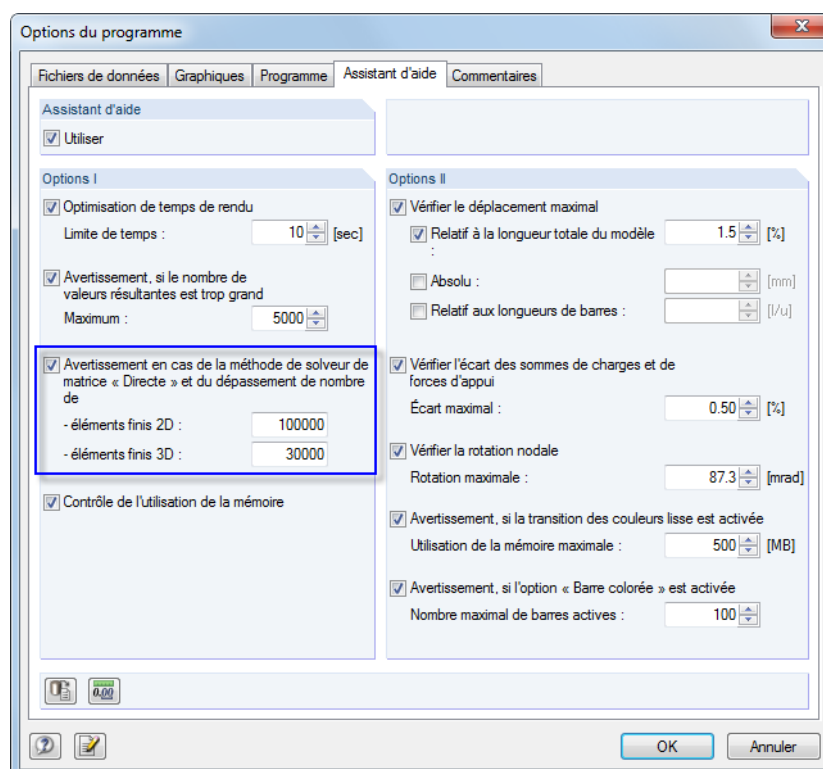 Options du programme
Fichiers de données Graphiques Programme Assistant d'aide Commentaires
Assistant d'aide
Utiliser
Options I
Optimisation de temps de rendu
Limite de temps : 10 [sec]
Avertissement, si le nombre de
valeurs résultantes est trop grand
Maximum : 5000
Avertissement en cas de la méthode de solveur de
matrice « Directe » et du dépassement de nombre
de
- éléments finis 2D : 100000
- éléments finis 3D : 30000
Contrôle de l'utilisation de la mémoire
Options II
Vérifier le déplacement maximal
Relatif à la longueur totale du modèle 1.5 [%]
:
Absolu : [mm]
Relatif aux longueurs de barres : [l/u]
Vérifier l'écart des sommes de charges et de
forces d'appui
Écart maximal : 0.50 [%]
Vérifier la rotation nodale
Rotation maximale : 87.3 [mrad]
Avertissement, si la transition des couleurs lisse est activée
Utilisation de la mémoire maximale : 500 [MB]
Avertissement, si l'option « Barre colorée » est activée
Nombre maximal de barres actives : 100
0.00
OK Annuler